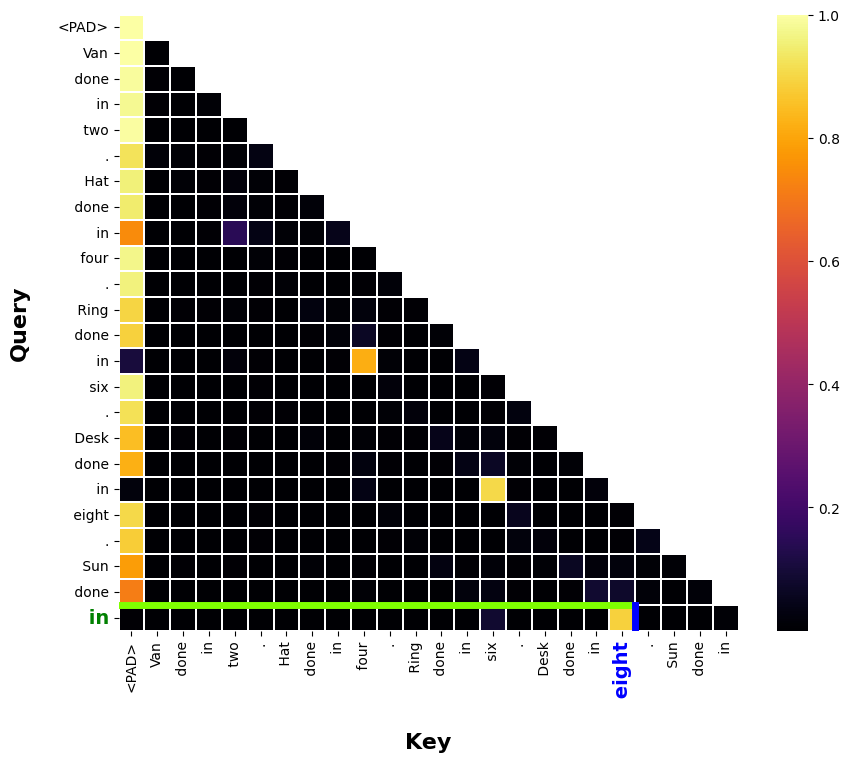 <PAD>
Van
done
in
two
.
Hat
done
in
four
.
Ring
done
in
six
.
Desk
done
in
eight
.
Sun
done
in
Query
<PAD> Van done in two . Hat done in four . Ring done in six . Desk done in eight . Sun done in
Key
1.0
0.8
0.6
0.4
0.2